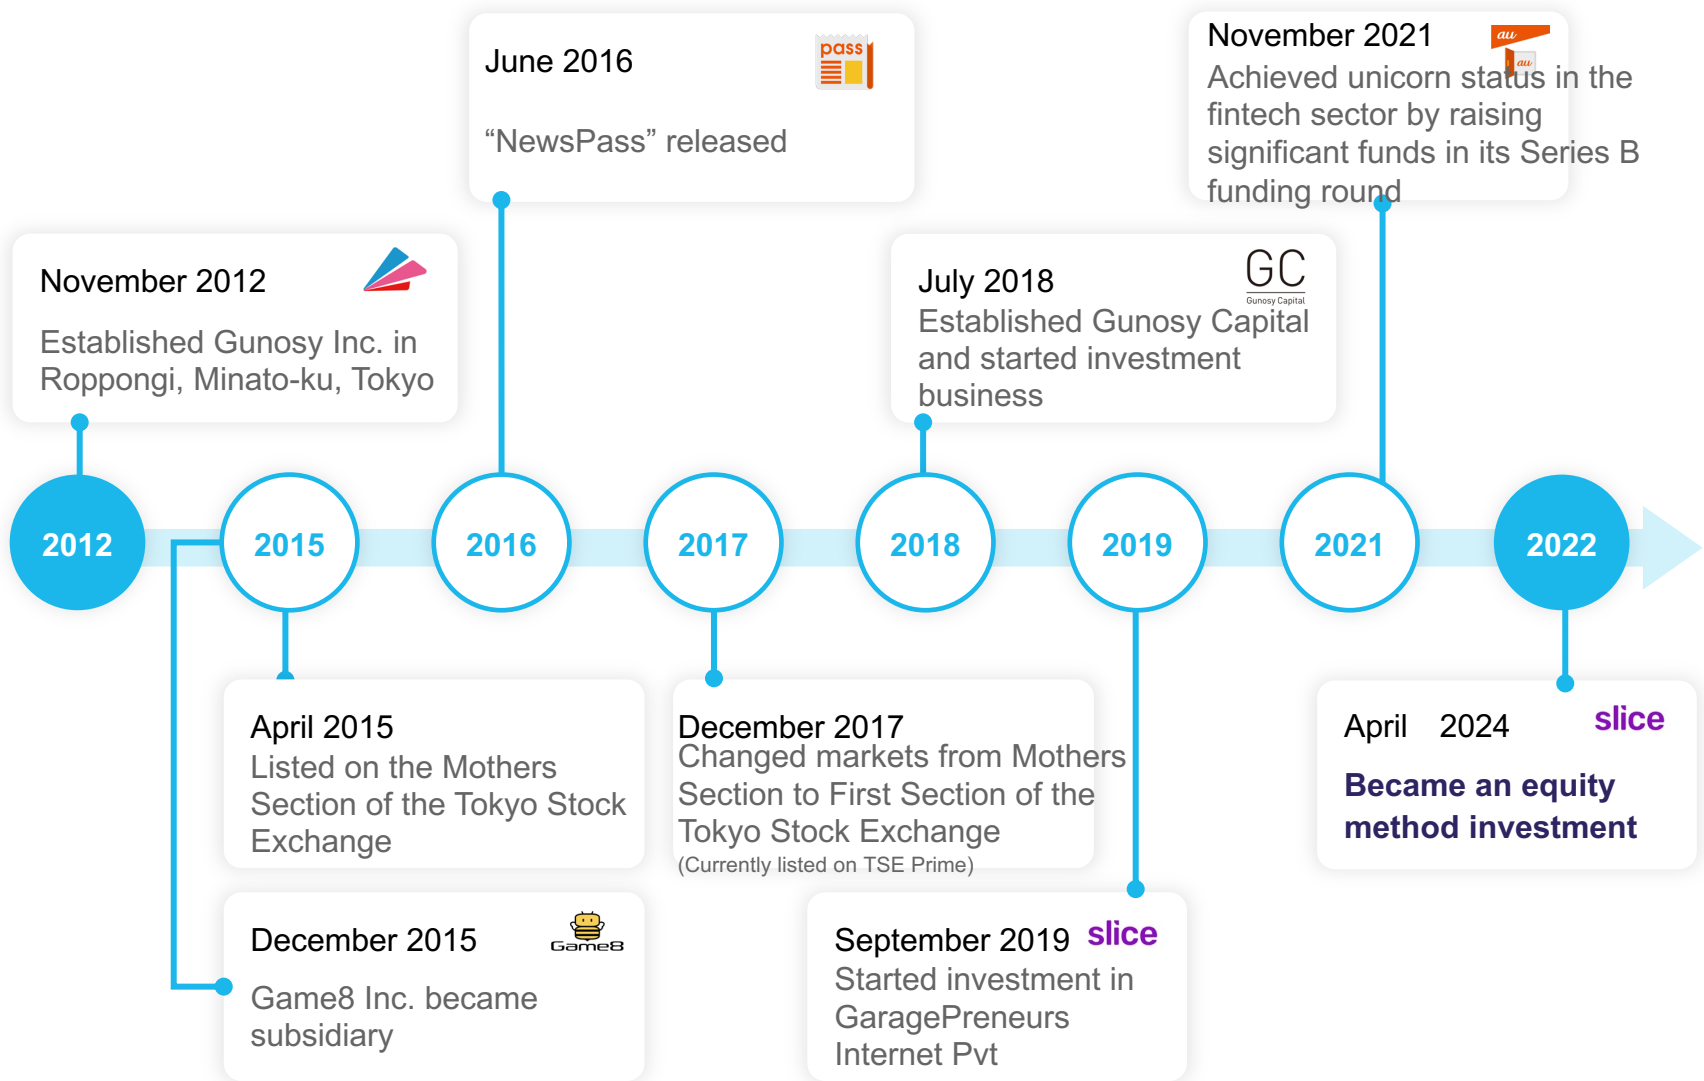 June 2016
pass
“NewsPass” released
November 2021
au
au
Achieved unicorn status in the
fintech sector by raising
significant funds in its Series B
funding round
November 2012
Established Gunosy Inc. in
Roppongi, Minato-ku, Tokyo
July 2018
GC
Gunosy Capital
Established Gunosy Capital
and started investment
business
2012
2015
2016
2017
2018
2019
2021
2022
April 2015
Listed on the Mothers
Section of the Tokyo Stock
Exchange
December 2017
Changed markets from Mothers
Section to First Section of the
Tokyo Stock Exchange
(Currently listed on TSE Prime)
April 2024
slice
Became an equity
method investment
December 2015
Game8
Game8 Inc. became
subsidiary
September 2019
slice
Started investment in
GaragePreneurs
Internet Pvt